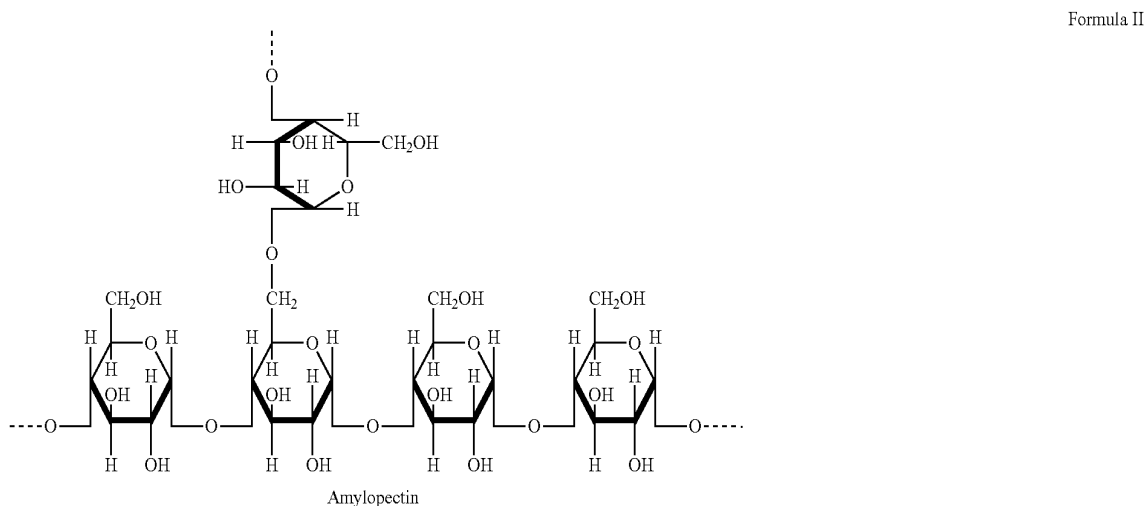 Formula II
O
H
H OH H CH₂OH
HO H O
H
O
CH₂OH CH₂ CH₂OH CH₂OH
H O H H O H H O H H O H
H H H H
OH H OH H OH H OH H
O O O O O
H OH H OH H OH H OH
Amylopectin